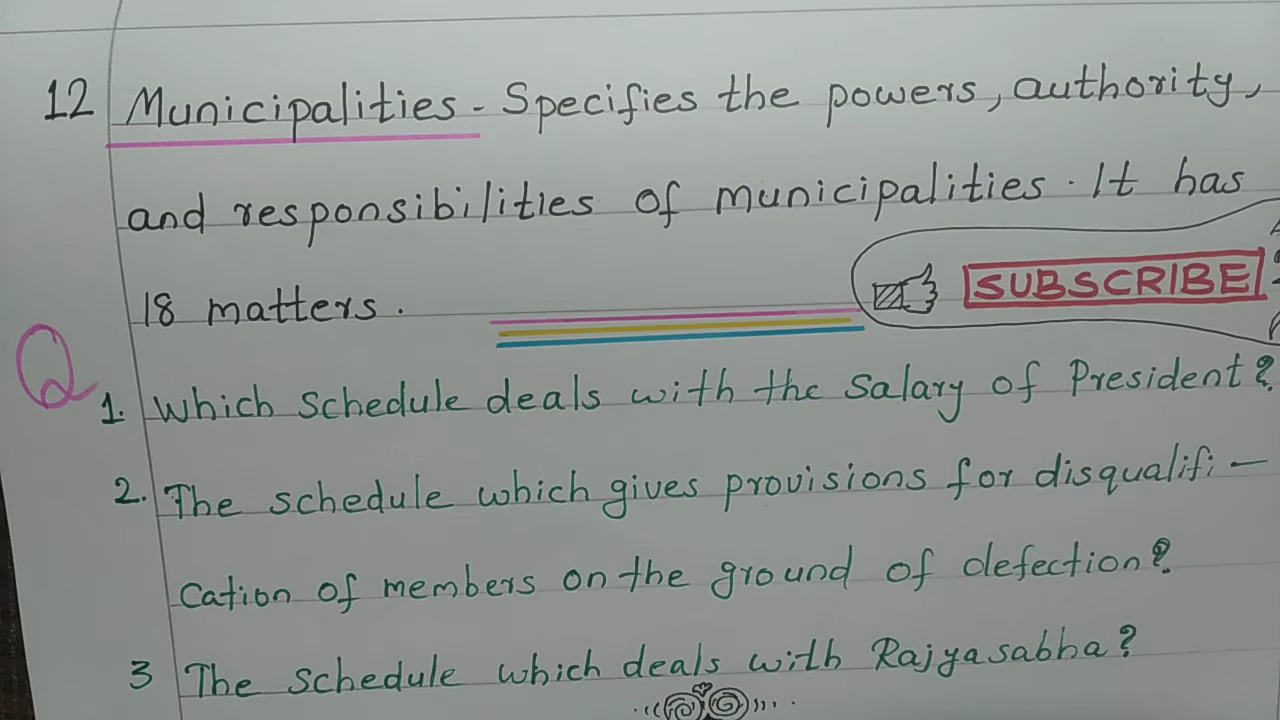 12 Municipalities - Specifies the powers, authority,
and responsibilities of municipalities. It has
18 matters.
SUBSCRIBE
Q
1. Which schedule deals with the salary of President?
2. The schedule which gives provisions for disqualifi -
cation of members on the ground of defection?
3 The schedule which deals with Rajyasabha?